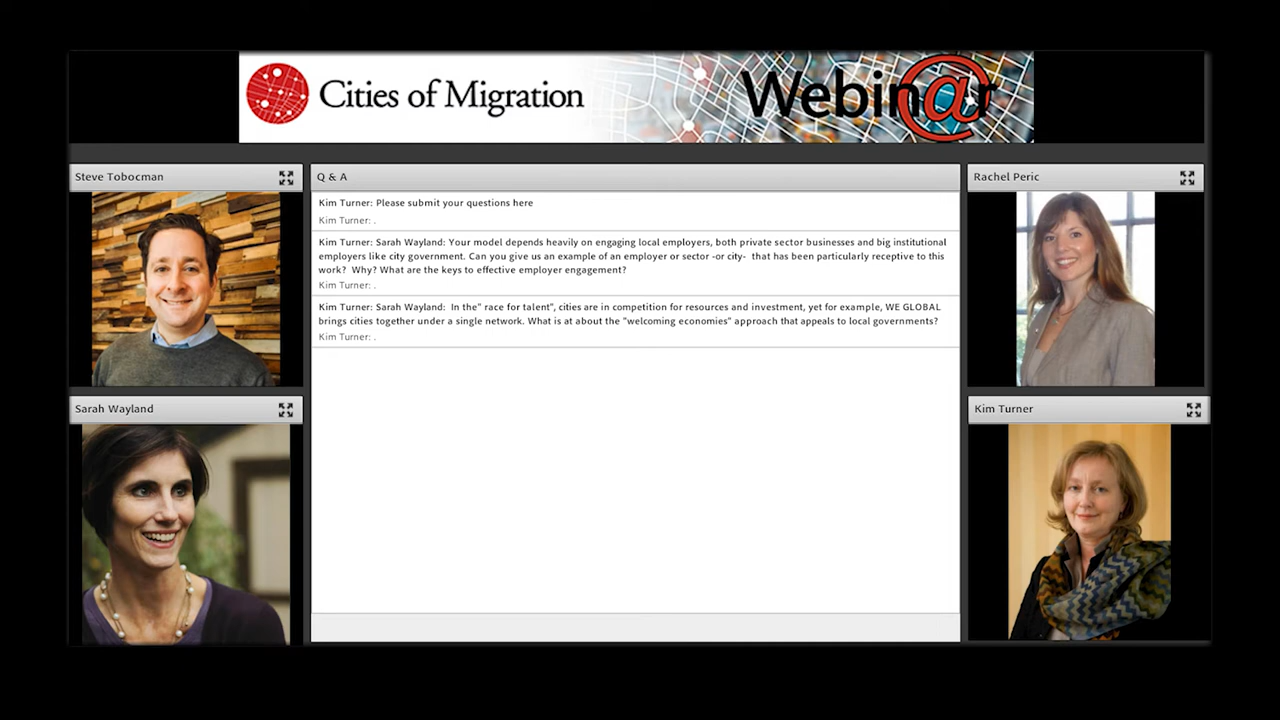 Cities of Migration
Webin@r
Steve Tobocman
Q & A
Rachel Peric
Kim Turner: Please submit your questions here
Kim Turner: .
Kim Turner: Sarah Wayland: Your model depends heavily on engaging local employers, both private sector businesses and big institutional
employers like city government. Can you give us an example of an employer or sector -or city-  that has been particularly receptive to this
work?  Why? What are the keys to effective employer engagement?
Kim Turner: .
Kim Turner: Sarah Wayland:  In the" race for talent", cities are in competition for resources and investment, yet for example, WE GLOBAL
brings cities together under a single network. What is at about the "welcoming economies" approach that appeals to local governments?
Kim Turner: .
Sarah Wayland
Kim Turner